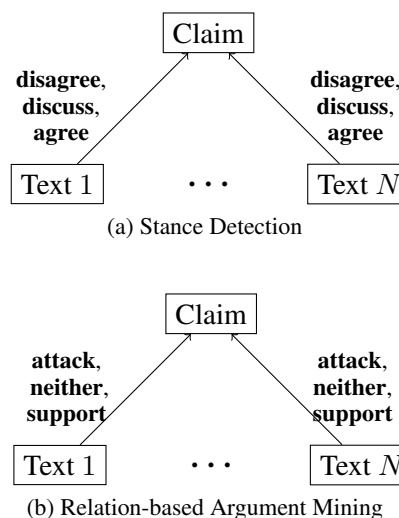 Claim
disagree, disagree,
discuss, discuss,
agree agree
Text 1 ... Text N
(a) Stance Detection
Claim
attack, attack,
neither, neither,
support support
Text 1 ... Text N
(b) Relation-based Argument Mining